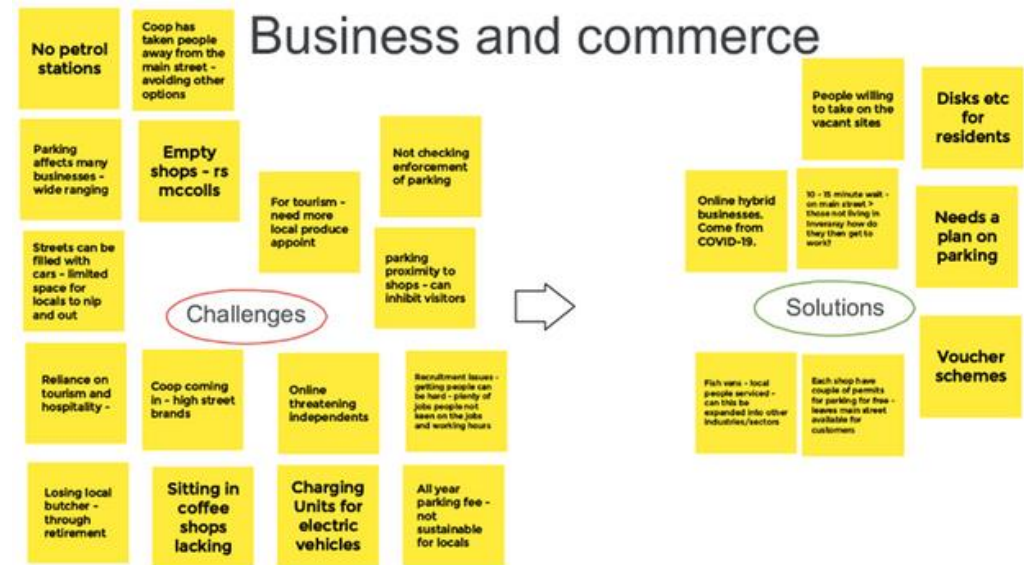 Business and commerce
No petrol
stations
Coop has
taken people
away from the
main street -
avoiding other
options
Parking
affects many
businesses -
wide ranging
Empty
shops - rs
mccolls
For tourism -
need more
local produce
appoint
Not checking
enforcement
of parking
Streets can be
filled with
cars - limited
space for
locals to nip
and out
parking
proximity to
shops - can
inhibit visitors
Challenges
Reliance on
tourism and
hospitality -
Coop coming
in - high street
brands
Online
threatening
independents
Recruitment issues -
getting people can
be hard - plenty of
jobs people not
keen on the jobs
and working hours
Losing local
butcher -
through
retirement
Sitting in
coffee
shops
lacking
Charging
Units for
electric
vehicles
All year
parking fee -
not
sustainable
for locals
People willing
to take on the
vacant sites
Disks etc
for
residents
Online hybrid
businesses.
Come from
COVID-19.
10 - 15 minute wait -
on main street >
those not living in
Inveraray how do
they then get to
work?
Needs a
plan on
parking
Solutions
Fish vans - local
people serviced -
can this be
expanded into other
industries/sectors
Each shop have
couple of permits
for parking for free -
leaves main street
available for
customers
Voucher
schemes